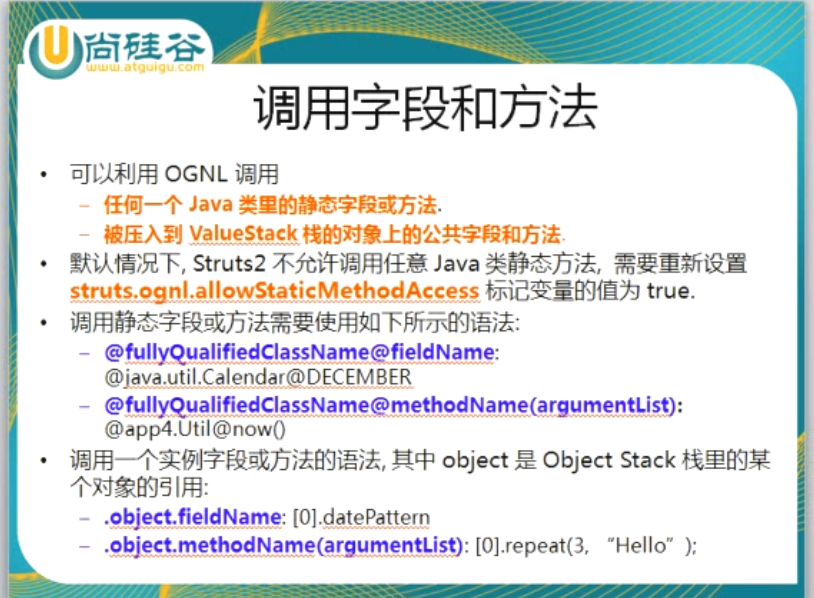 U尚硅谷
www.atguigu.com
调用字段和方法
• 可以利用 OGNL 调用
– 任何一个 Java 类里的静态字段或方法.
– 被压入到 ValueStack 栈的对象上的公共字段和方法.
• 默认情况下, Struts2 不允许调用任意 Java 类静态方法, 需要重新设置
struts.ognl.allowStaticMethodAccess 标记变量的值为 true.
• 调用静态字段或方法需要使用如下所示的语法:
– @fullyQualifiedClassName@fieldName:
@java.util.Calendar@DECEMBER
– @fullyQualifiedClassName@methodName(argumentList):
@app4.Util@now()
• 调用一个实例字段或方法的语法, 其中 object 是 Object Stack 栈里的某
个对象的引用:
– .object.fieldName: [0].datePattern
– .object.methodName(argumentList): [0].repeat(3, “Hello”);